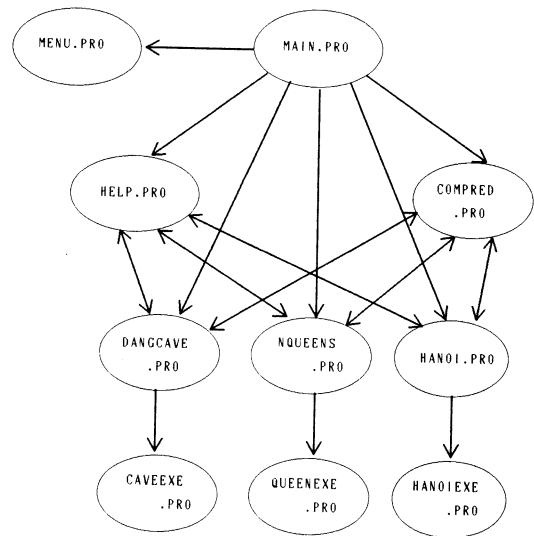 MENU.PRO
MAIN.PRO
HELP.PRO
COMPRED
.PRO
DANGCAVE
.PRO
NQUEENS
.PRO
HANOI.PRO
CAVEEXE
.PRO
QUEENEXE
.PRO
HANOIEXE
.PRO